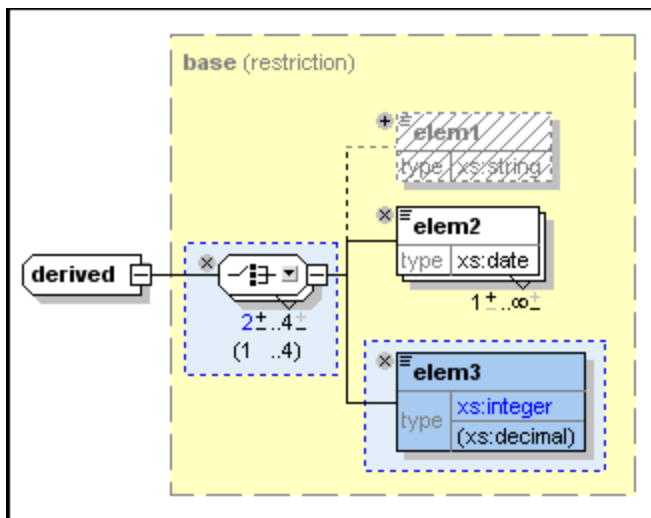 base (restriction)
elem1
type xs:string
elem2
type xs:date
1 ± ..∞ ±
derived
2 ± ..4 ±
(1 ..4)
elem3
type xs:integer
(xs:decimal)